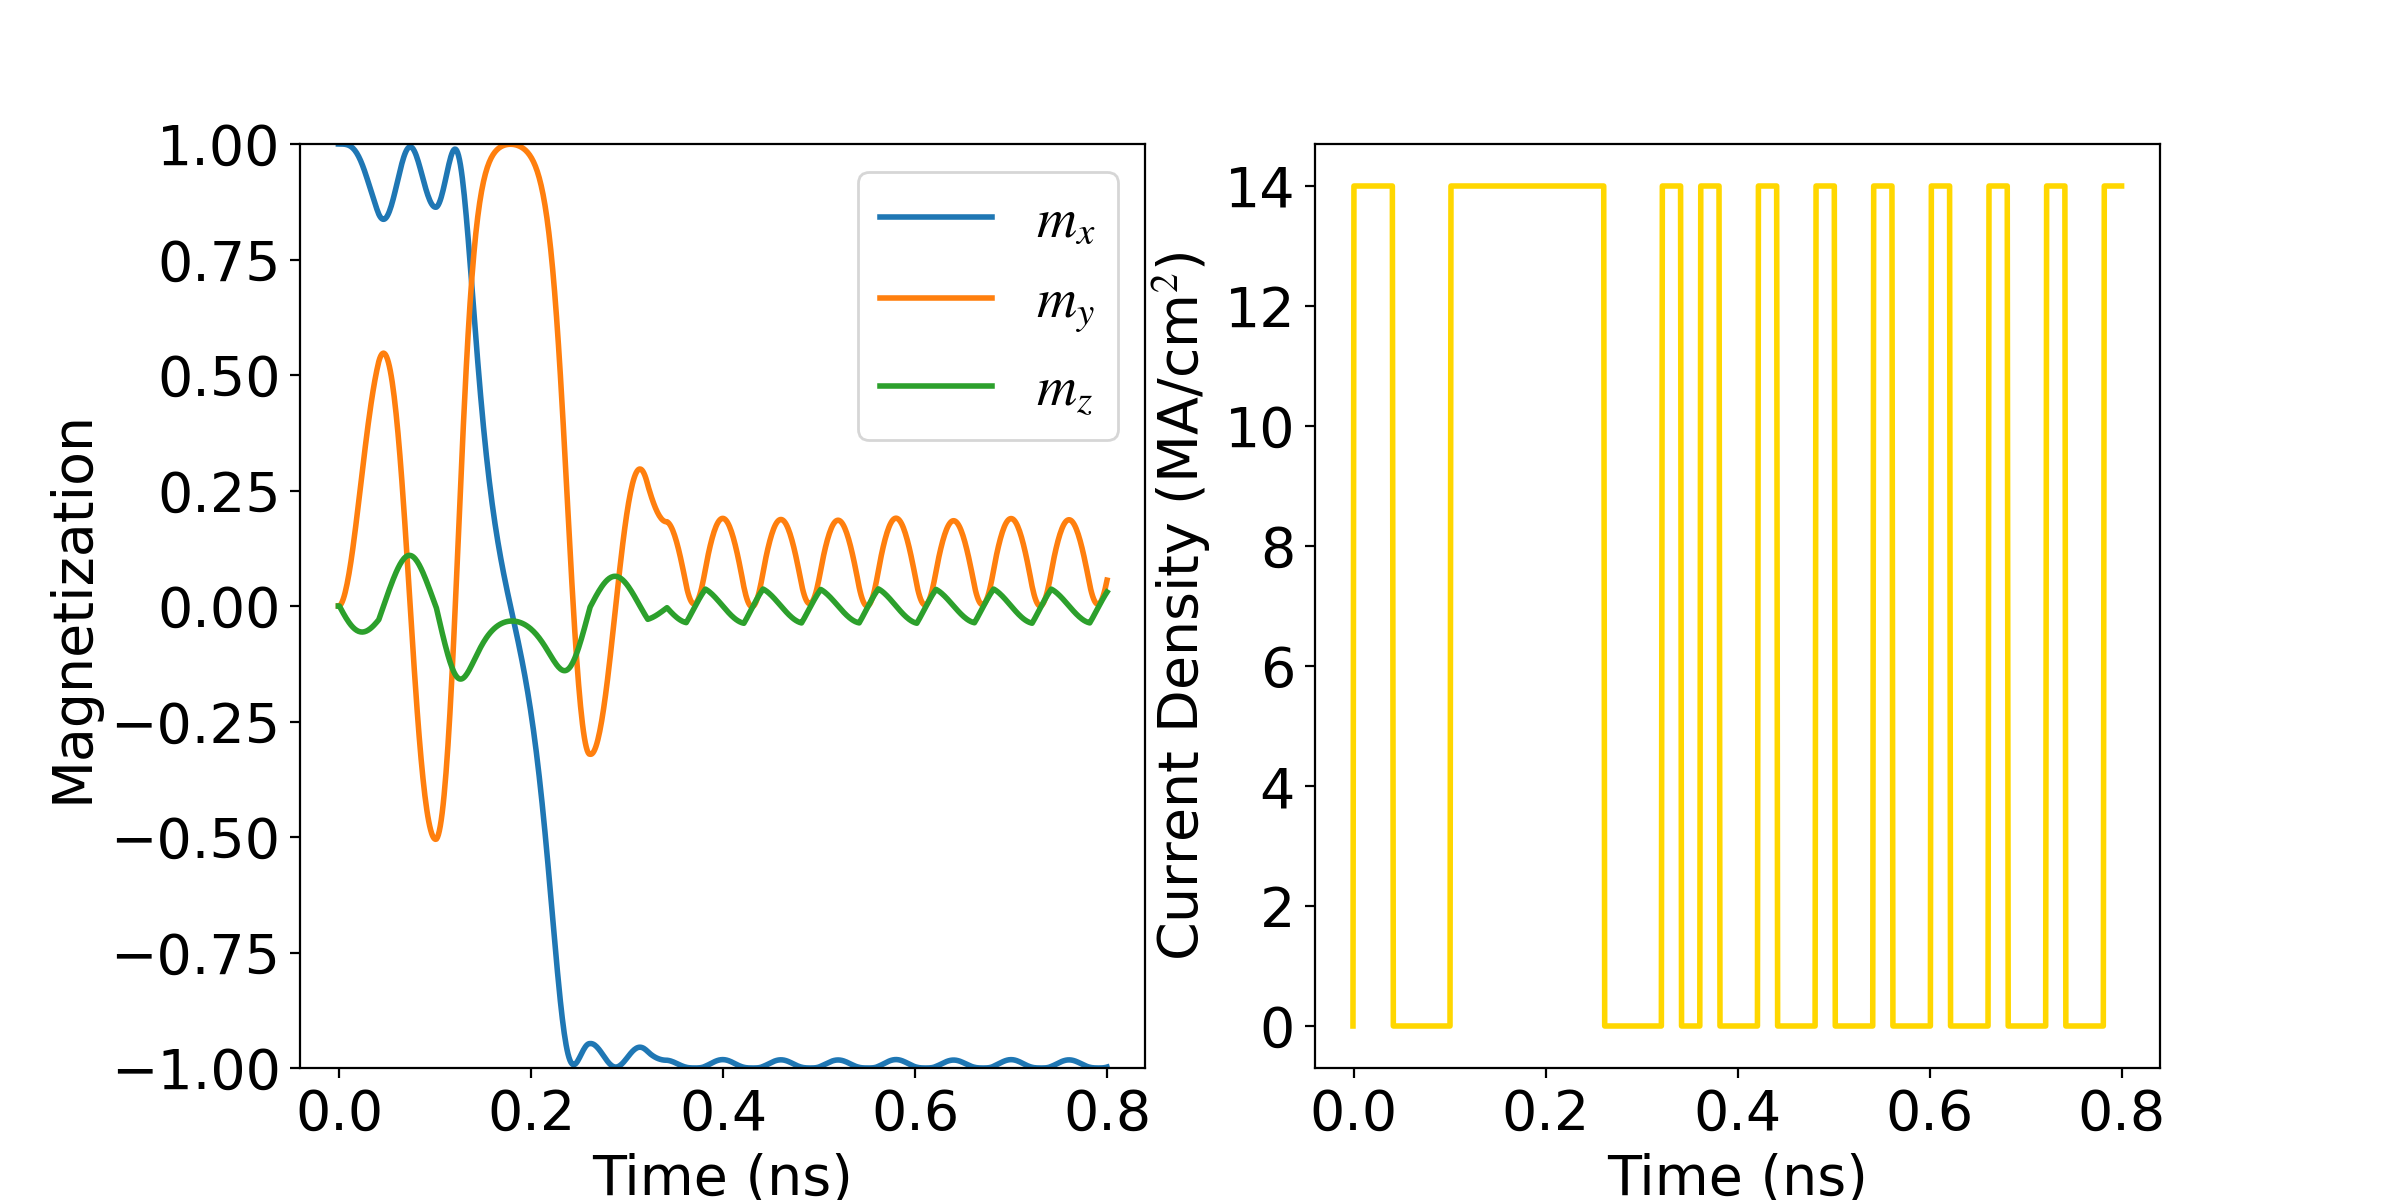 Magnetization
1.00
0.75
0.50
0.25
0.00
−0.25
−0.50
−0.75
−1.00
0.0 0.2 0.4 0.6 0.8
Time (ns)
mₓ
m_y
m_z
Current Density (MA/cm²)
14
12
10
8
6
4
2
0
0.0 0.2 0.4 0.6 0.8
Time (ns)